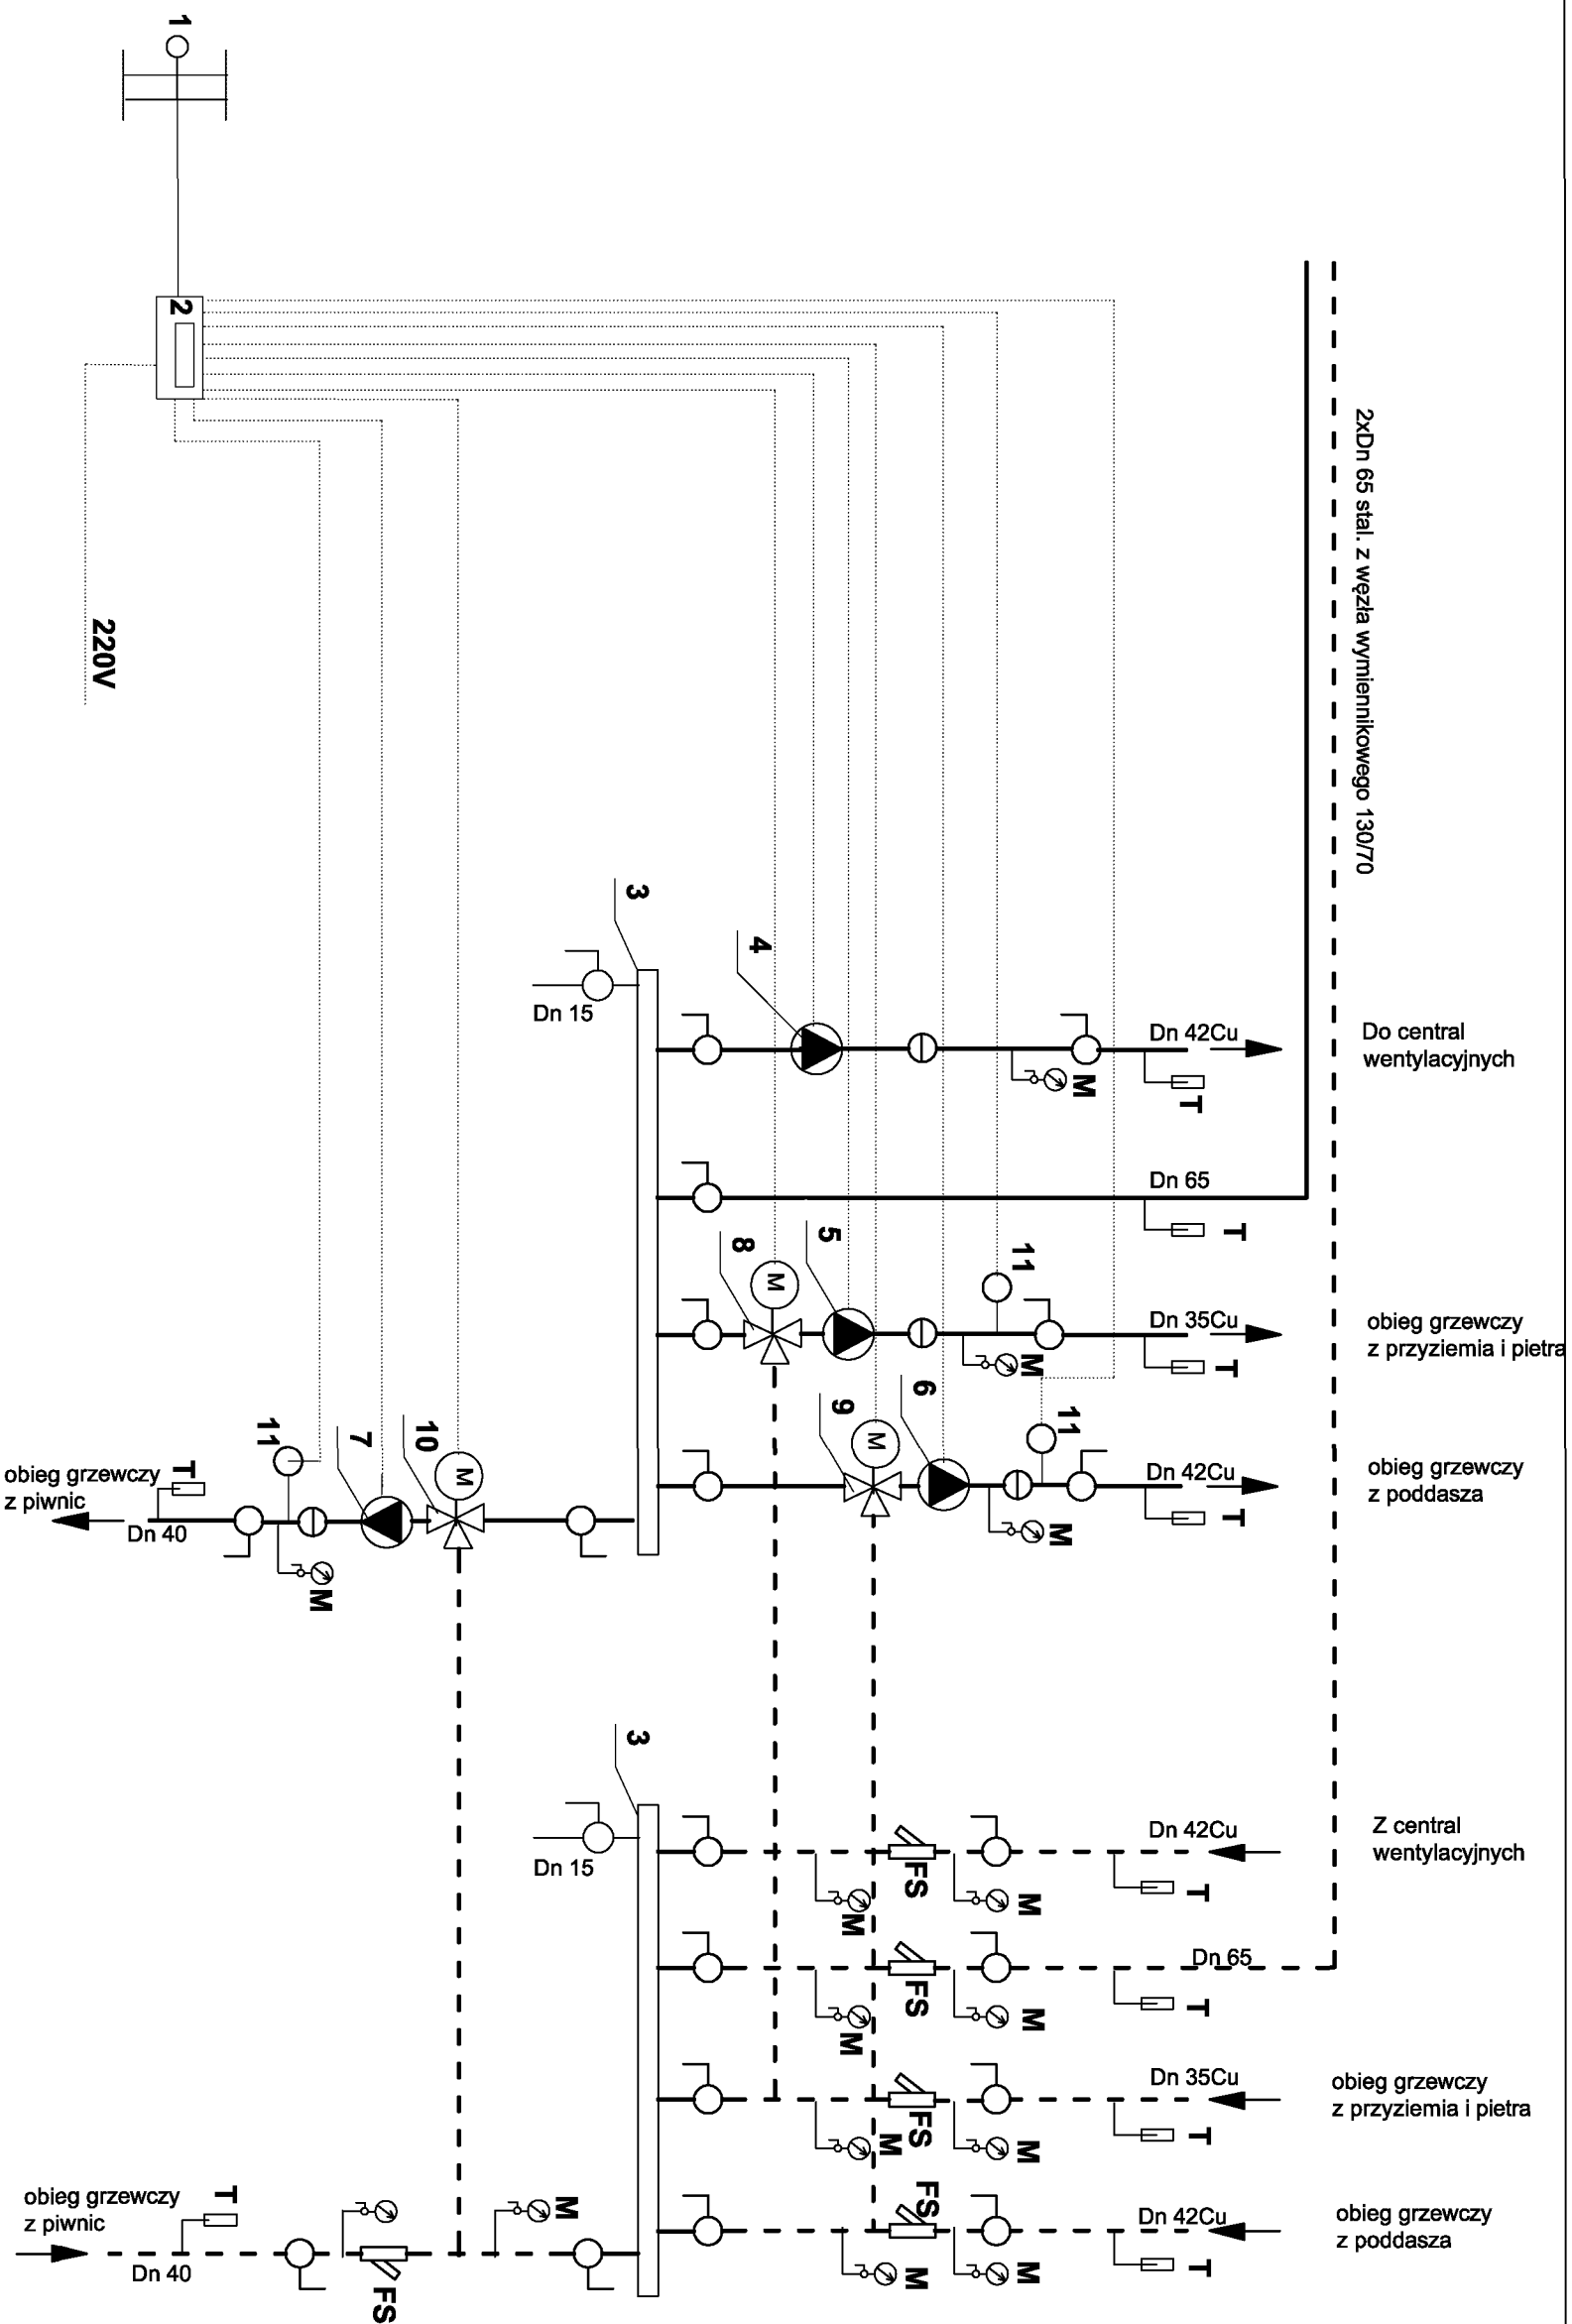 1
2
220V
2xDn 65 stal. z węzła wymiennikowego 130/70
3
Dn 15
4
Dn 42Cu
Do central
wentylacyjnych
M
T
Dn 65
T
8
M
5
11
Dn 35Cu
obieg grzewczy
z przyziemia i pietra
M
T
9
M
6
11
Dn 42Cu
obieg grzewczy
z poddasza
M
T
obieg grzewczy
z piwnic
T
Dn 40
11
M
7
10
M
3
Dn 15
Dn 42Cu
Z central
wentylacyjnych
FS
M
M
T
Dn 65
FS
M
M
T
Dn 35Cu
obieg grzewczy
z przyziemia i pietra
FS
M
M
T
Dn 42Cu
obieg grzewczy
z poddasza
FS
M
M
T
obieg grzewczy
z piwnic
T
Dn 40
FS
M